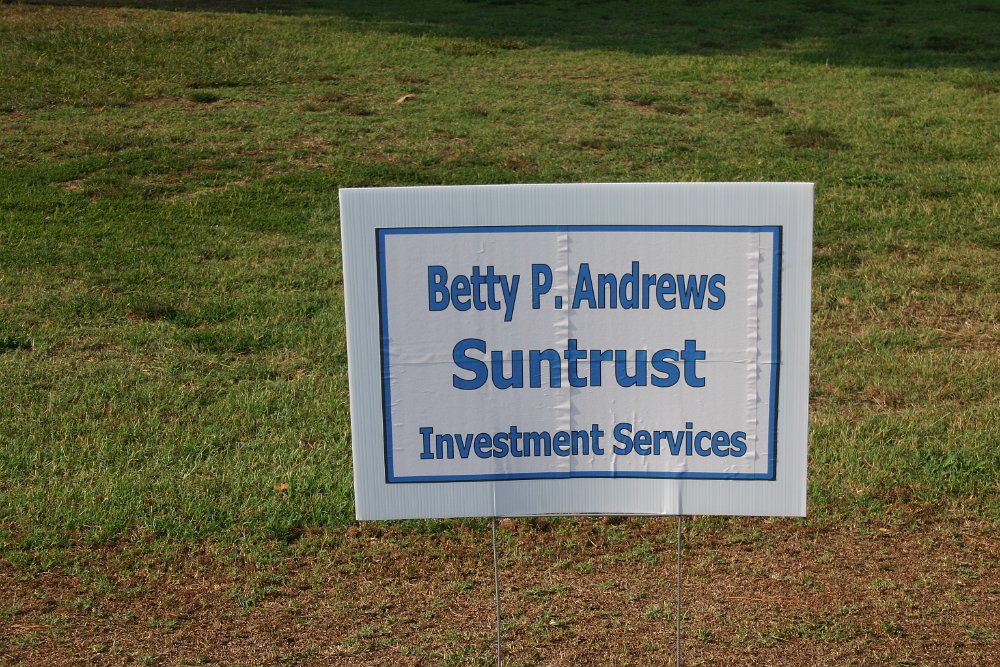 Betty P. Andrews
Suntrust
Investment Services